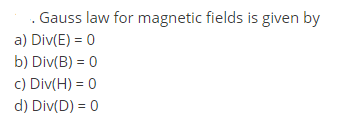 . Gauss law for magnetic fields is given by
a) Div(E) = 0
b) Div(B) = 0
c) Div(H) = 0
d) Div(D) = 0